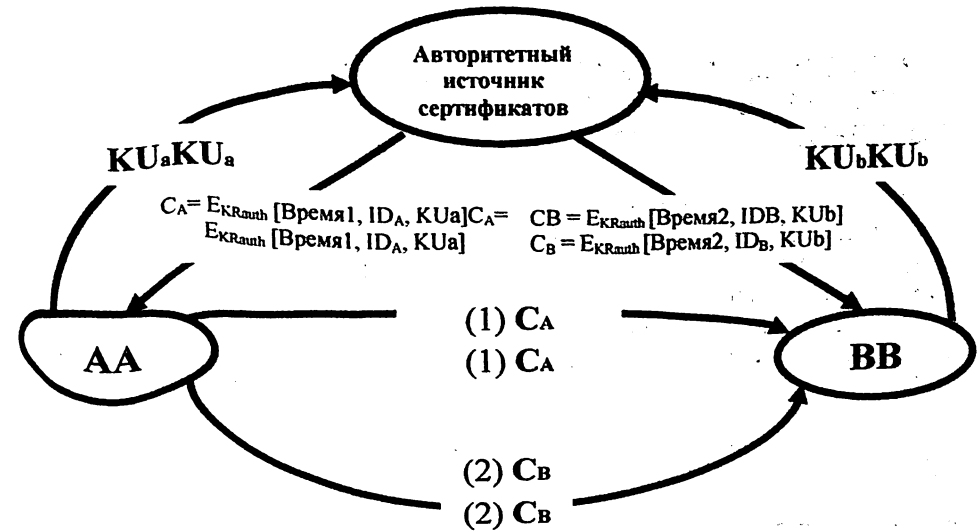 Авторитетный
источник
сертификатов
KUaKUa
KUbKUb
CA= EKRauth [Время1, IDA, KUa]CA=
EKRauth [Время1, IDA, KUa]
CB = EKRauth [Время2, IDB, KUb]
CB = EKRauth [Время2, IDB, KUb]
AA
(1) CA
(1) CA
BB
(2) CB
(2) CB